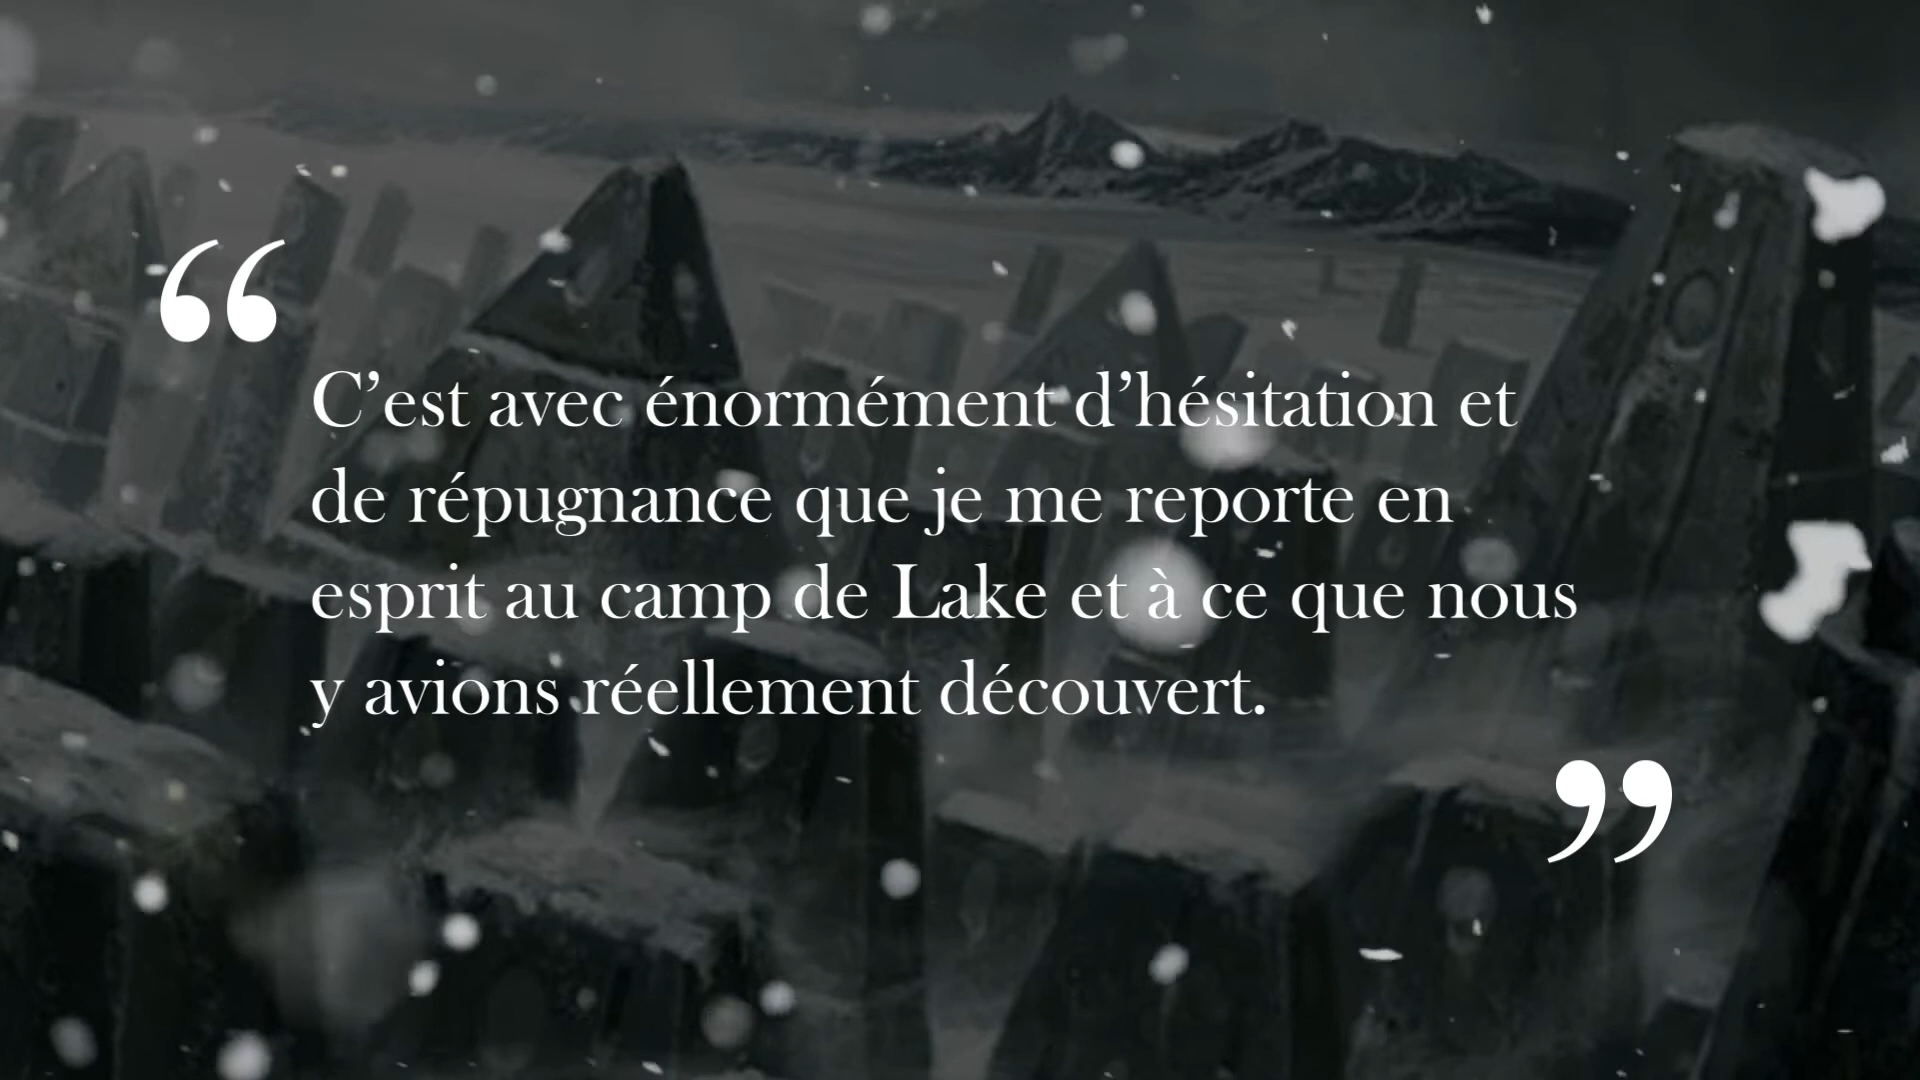 “
C’est avec énormément d’hésitation et
de répugnance que je me reporte en
esprit au camp de Lake et à ce que nous
y avions réellement découvert.
”